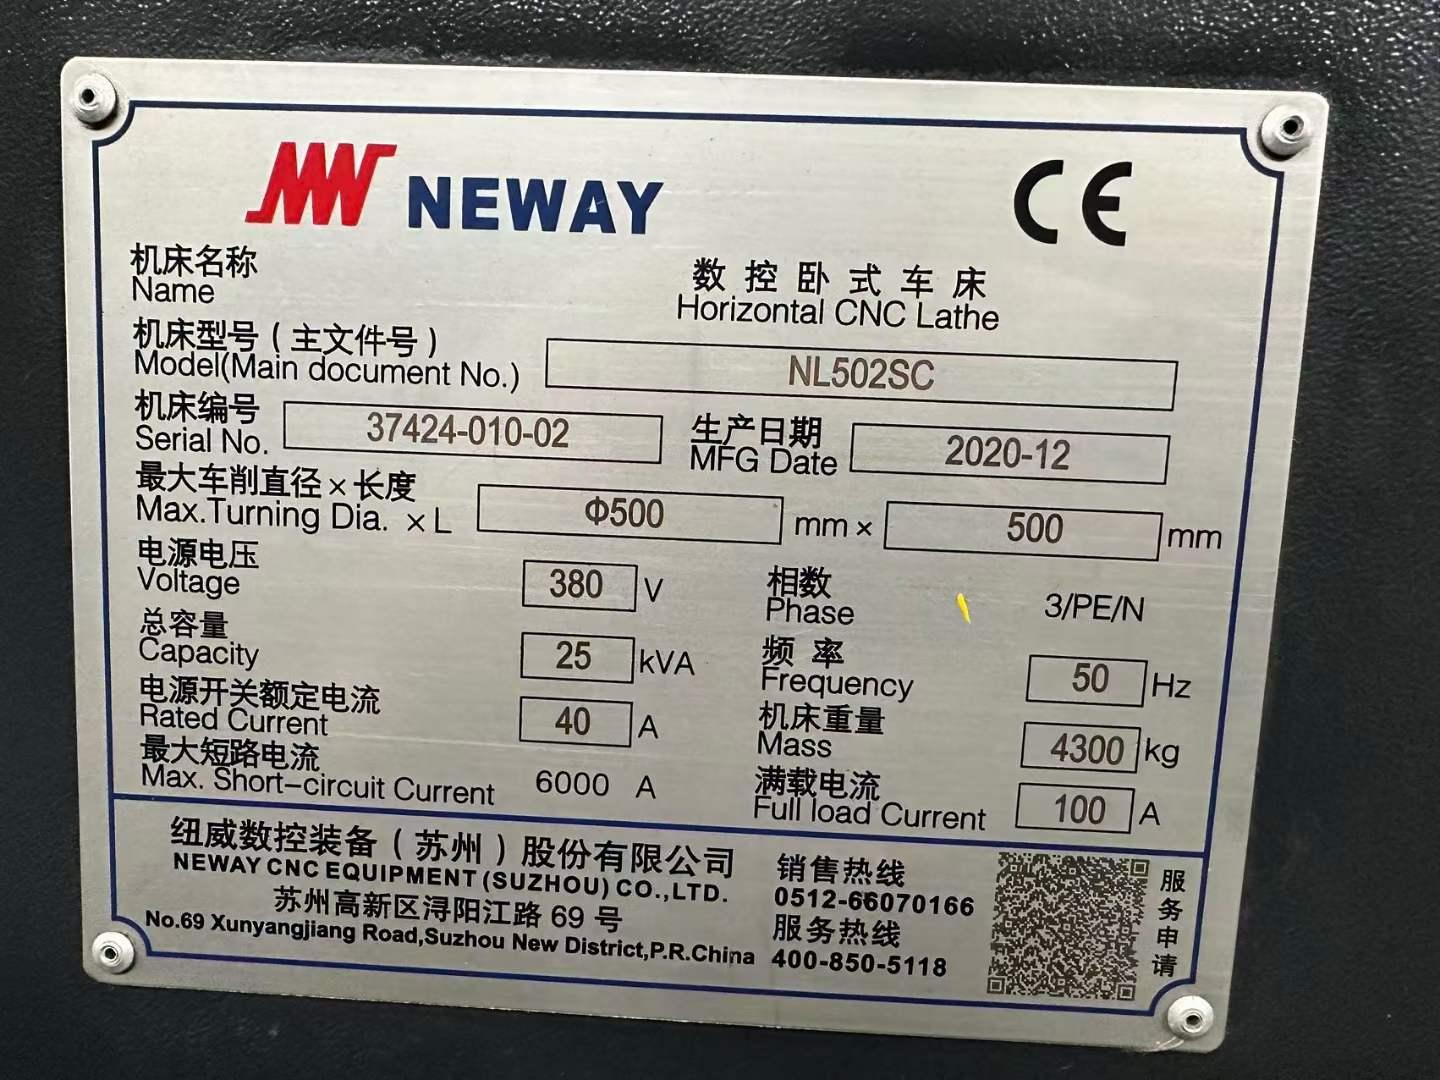 NEWAY CE
机床名称 数控卧式车床
Name Horizontal CNC Lathe
机床型号(主文件号)
Model(Main document No.) NL502SC
机床编号 生产日期
Serial No. 37424-010-02 MFG Date 2020-12
最大车削直径×长度
Max.Turning Dia. ×L Φ500 mm× 500 mm
电源电压 相数
Voltage 380 V Phase 3/PE/N
总容量 频率
Capacity 25 kVA Frequency 50 Hz
电源开关额定电流 机床重量
Rated Current 40 A Mass 4300 kg
最大短路电流 满载电流
Max. Short-circuit Current 6000 A Full load Current 100 A
纽威数控装备(苏州)股份有限公司
NEWAY CNC EQUIPMENT (SUZHOU) CO.,LTD.
苏州高新区浔阳江路 69 号
No.69 Xunyangjiang Road,Suzhou New District,P.R.China
销售热线
0512-66070166
服务热线
400-850-5118
服务申请